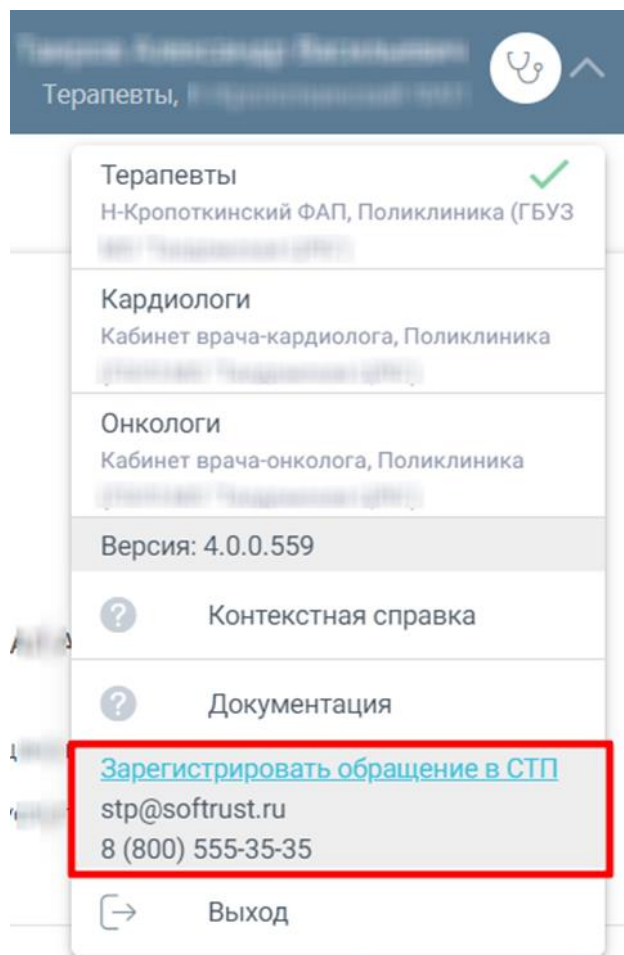 Терапевты,
Терапевты
Н-Кропоткинский ФАП, Поликлиника (ГБУЗ
Кардиологи
Кабинет врача-кардиолога, Поликлиника
Онкологи
Кабинет врача-онколога, Поликлиника
Версия: 4.0.0.559
Контекстная справка
Документация
Зарегистрировать обращение в СТП
stp@softrust.ru
8 (800) 555-35-35
Выход